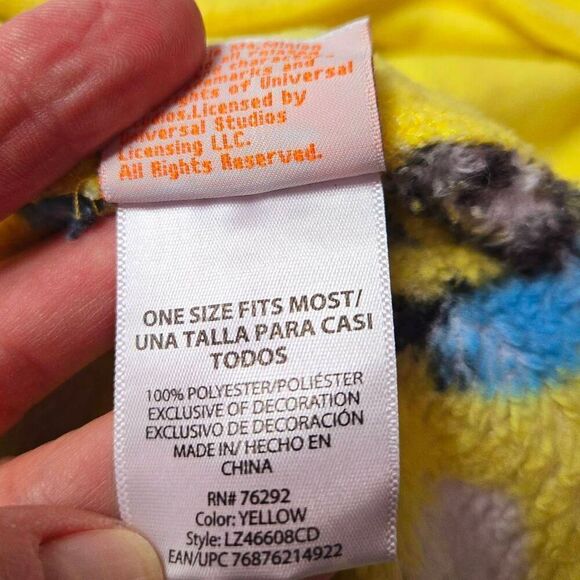 characters
trademarks and
rights of Universal
Studios.Licensed by
Universal Studios
Licensing LLC.
All Rights Reserved.
ONE SIZE FITS MOST/
UNA TALLA PARA CASI
TODOS
100% POLYESTER/POLIÉSTER
EXCLUSIVE OF DECORATION
EXCLUSIVO DE DECORACIÓN
MADE IN/ HECHO EN
CHINA
RN# 76292
Color: YELLOW
Style: LZ46608CD
EAN/UPC 76876214922